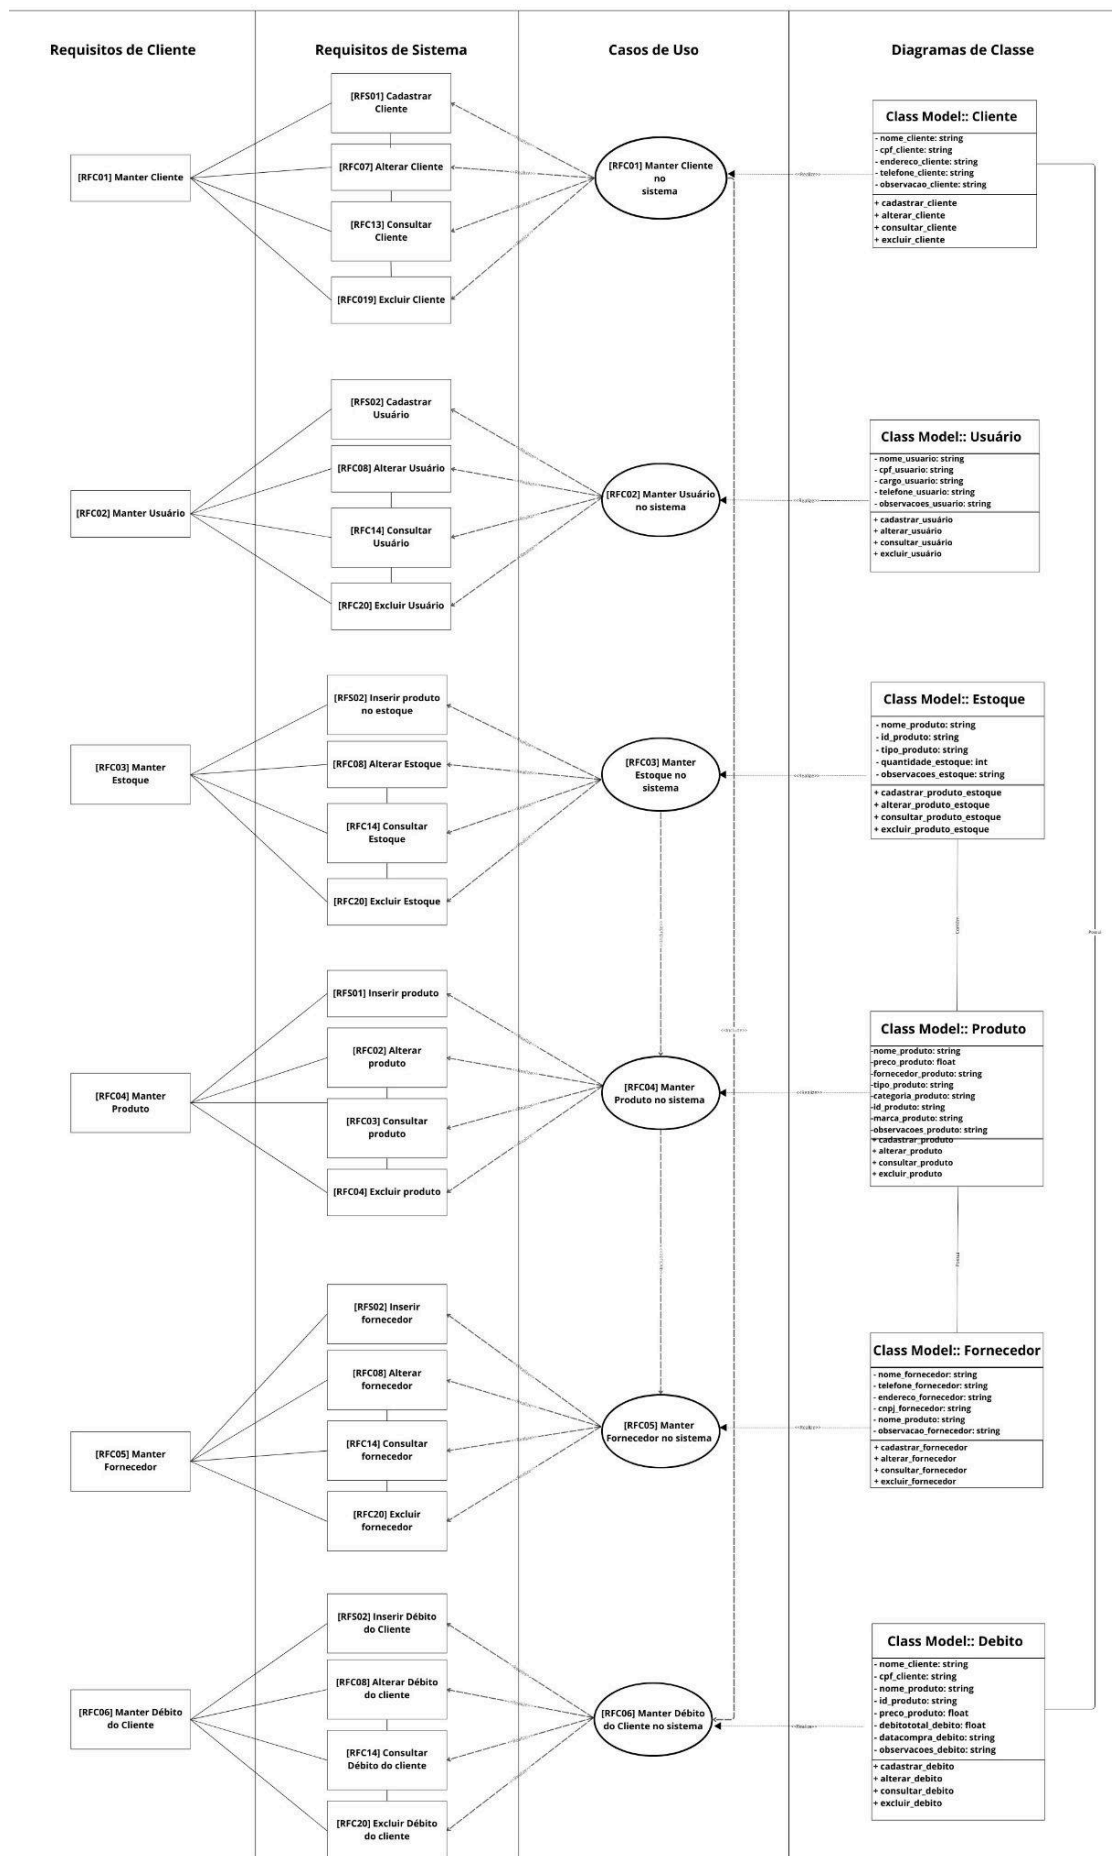 Requisitos de Cliente
Requisitos de Sistema
Casos de Uso
Diagramas de Classe
[RFC01] Manter Cliente
[RFS01] Cadastrar
Cliente
[RFC07] Alterar Cliente
[RFC13] Consultar
Cliente
[RFC019] Excluir Cliente
[RFC01] Manter Cliente
no
sistema
Class Model:: Cliente
- nome_cliente: string
- cpf_cliente: string
- endereco_cliente: string
- telefone_cliente: string
- observacao_cliente: string
+ cadastrar_cliente
+ alterar_cliente
+ consultar_cliente
+ excluir_cliente
[RFC02] Manter Usuário
[RFS02] Cadastrar
Usuário
[RFC08] Alterar Usuário
[RFC14] Consultar
Usuário
[RFC20] Excluir Usuário
[RFC02] Manter Usuário
no sistema
Class Model:: Usuário
- nome_usuario: string
- cpf_usuario: string
- cargo_usuario: string
- telefone_usuario: string
- observacoes_usuario: string
+ cadastrar_usuário
+ alterar_usuário
+ consultar_usuário
+ excluir_usuário
[RFC03] Manter
Estoque
[RFS02] Inserir produto
no estoque
[RFC08] Alterar Estoque
[RFC14] Consultar
Estoque
[RFC20] Excluir Estoque
[RFC03] Manter
Estoque no
sistema
Class Model:: Estoque
- nome_produto: string
- id_produto: string
- tipo_produto: string
- quantidade_estoque: int
- observacoes_estoque: string
+ cadastrar_produto_estoque
+ alterar_produto_estoque
+ consultar_produto_estoque
+ excluir_produto_estoque
[RFC04] Manter
Produto
[RFS01] Inserir produto
[RFC02] Alterar
produto
[RFC03] Consultar
produto
[RFC04] Excluir produto
[RFC04] Manter
Produto no sistema
Class Model:: Produto
-nome_produto: string
-preco_produto: float
-fornecedor_produto: string
-tipo_produto: string
-categoria_produto: string
-id_produto: string
-marca_produto: string
-observacoes_produto: string
+ cadastrar_produto
+ alterar_produto
+ consultar_produto
+ excluir_produto
[RFC05] Manter
Fornecedor
[RFS02] Inserir
fornecedor
[RFC08] Alterar
fornecedor
[RFC14] Consultar
fornecedor
[RFC20] Excluir
fornecedor
[RFC05] Manter
Fornecedor no sistema
Class Model:: Fornecedor
- nome_fornecedor: string
- telefone_fornecedor: string
- endereco_fornecedor: string
- cnpj_fornecedor: string
- nome_produto: string
- observacao_fornecedor: string
+ cadastrar_fornecedor
+ alterar_fornecedor
+ consultar_fornecedor
+ excluir_fornecedor
[RFC06] Manter Débito
do Cliente
[RFS02] Inserir Débito
do Cliente
[RFC08] Alterar Débito
do cliente
[RFC14] Consultar
Débito do cliente
[RFC20] Excluir Débito
do cliente
[RFC06] Manter Débito
do Cliente no sistema
Class Model:: Debito
- nome_cliente: string
- cpf_cliente: string
- nome_produto: string
- id_produto: string
- preco_produto: float
- debitototal_debito: float
- datacompra_debito: string
- observacoes_debito: string
+ cadastrar_debito
+ alterar_debito
+ consultar_debito
+ excluir_debito